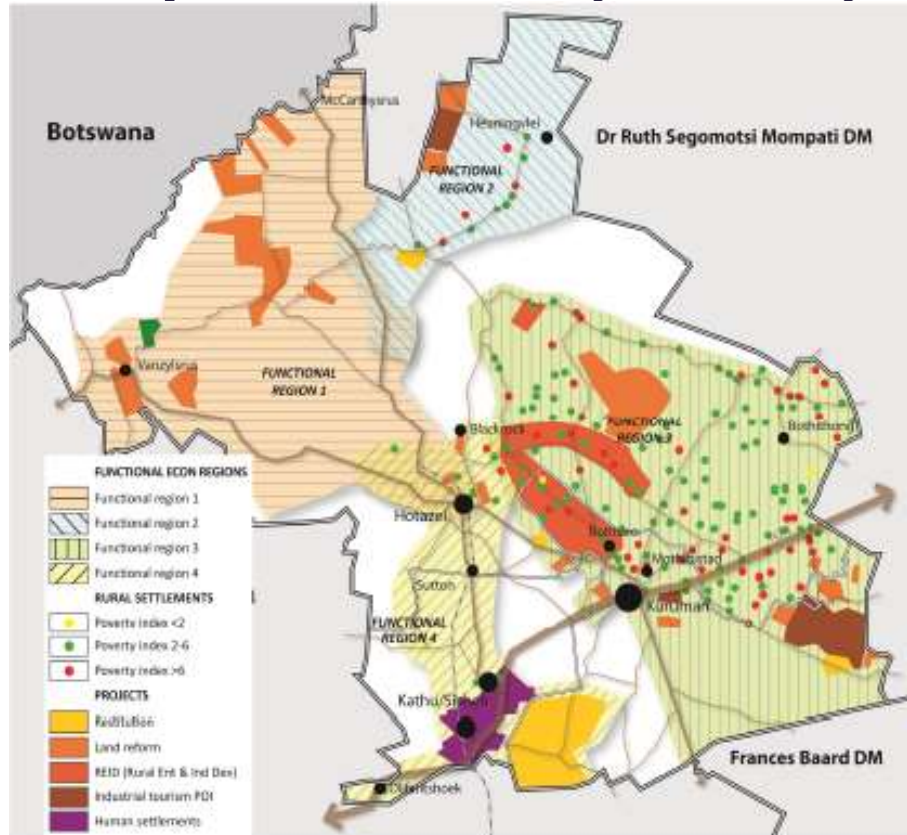 McCarthysrus
Botswana
Heuningvlei
Dr Ruth Segomotsi Mompati DM
FUNCTIONAL
REGION 2
Vanzylsrus
FUNCTIONAL
REGION 1
Blackrock
FUNCTIONAL
REGION 3
Hotazel
Sutton
Kuruman
FUNCTIONAL
REGION 4
Kathu/Sishen
Frances Baard DM
FUNCTIONAL ECON REGIONS
Functional region 1
Functional region 2
Functional region 3
Functional region 4
RURAL SETTLEMENTS
Poverty index <2
Poverty index 2-6
Poverty index >6
PROJECTS
Restitution
Land reform
REID (Rural Ent & Ind Dev)
Industrial tourism POI
Human settlements